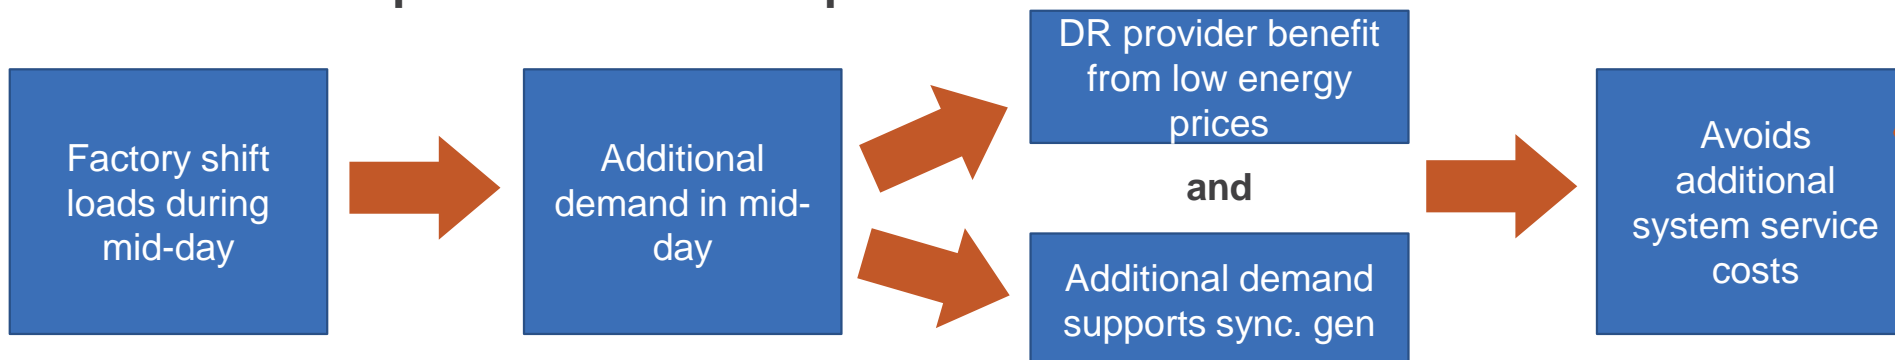 Factory shift
loads during
mid-day
Additional
demand in mid-
day
DR provider benefit
from low energy
prices
and
Additional demand
supports sync. gen
Avoids
additional
system service
costs